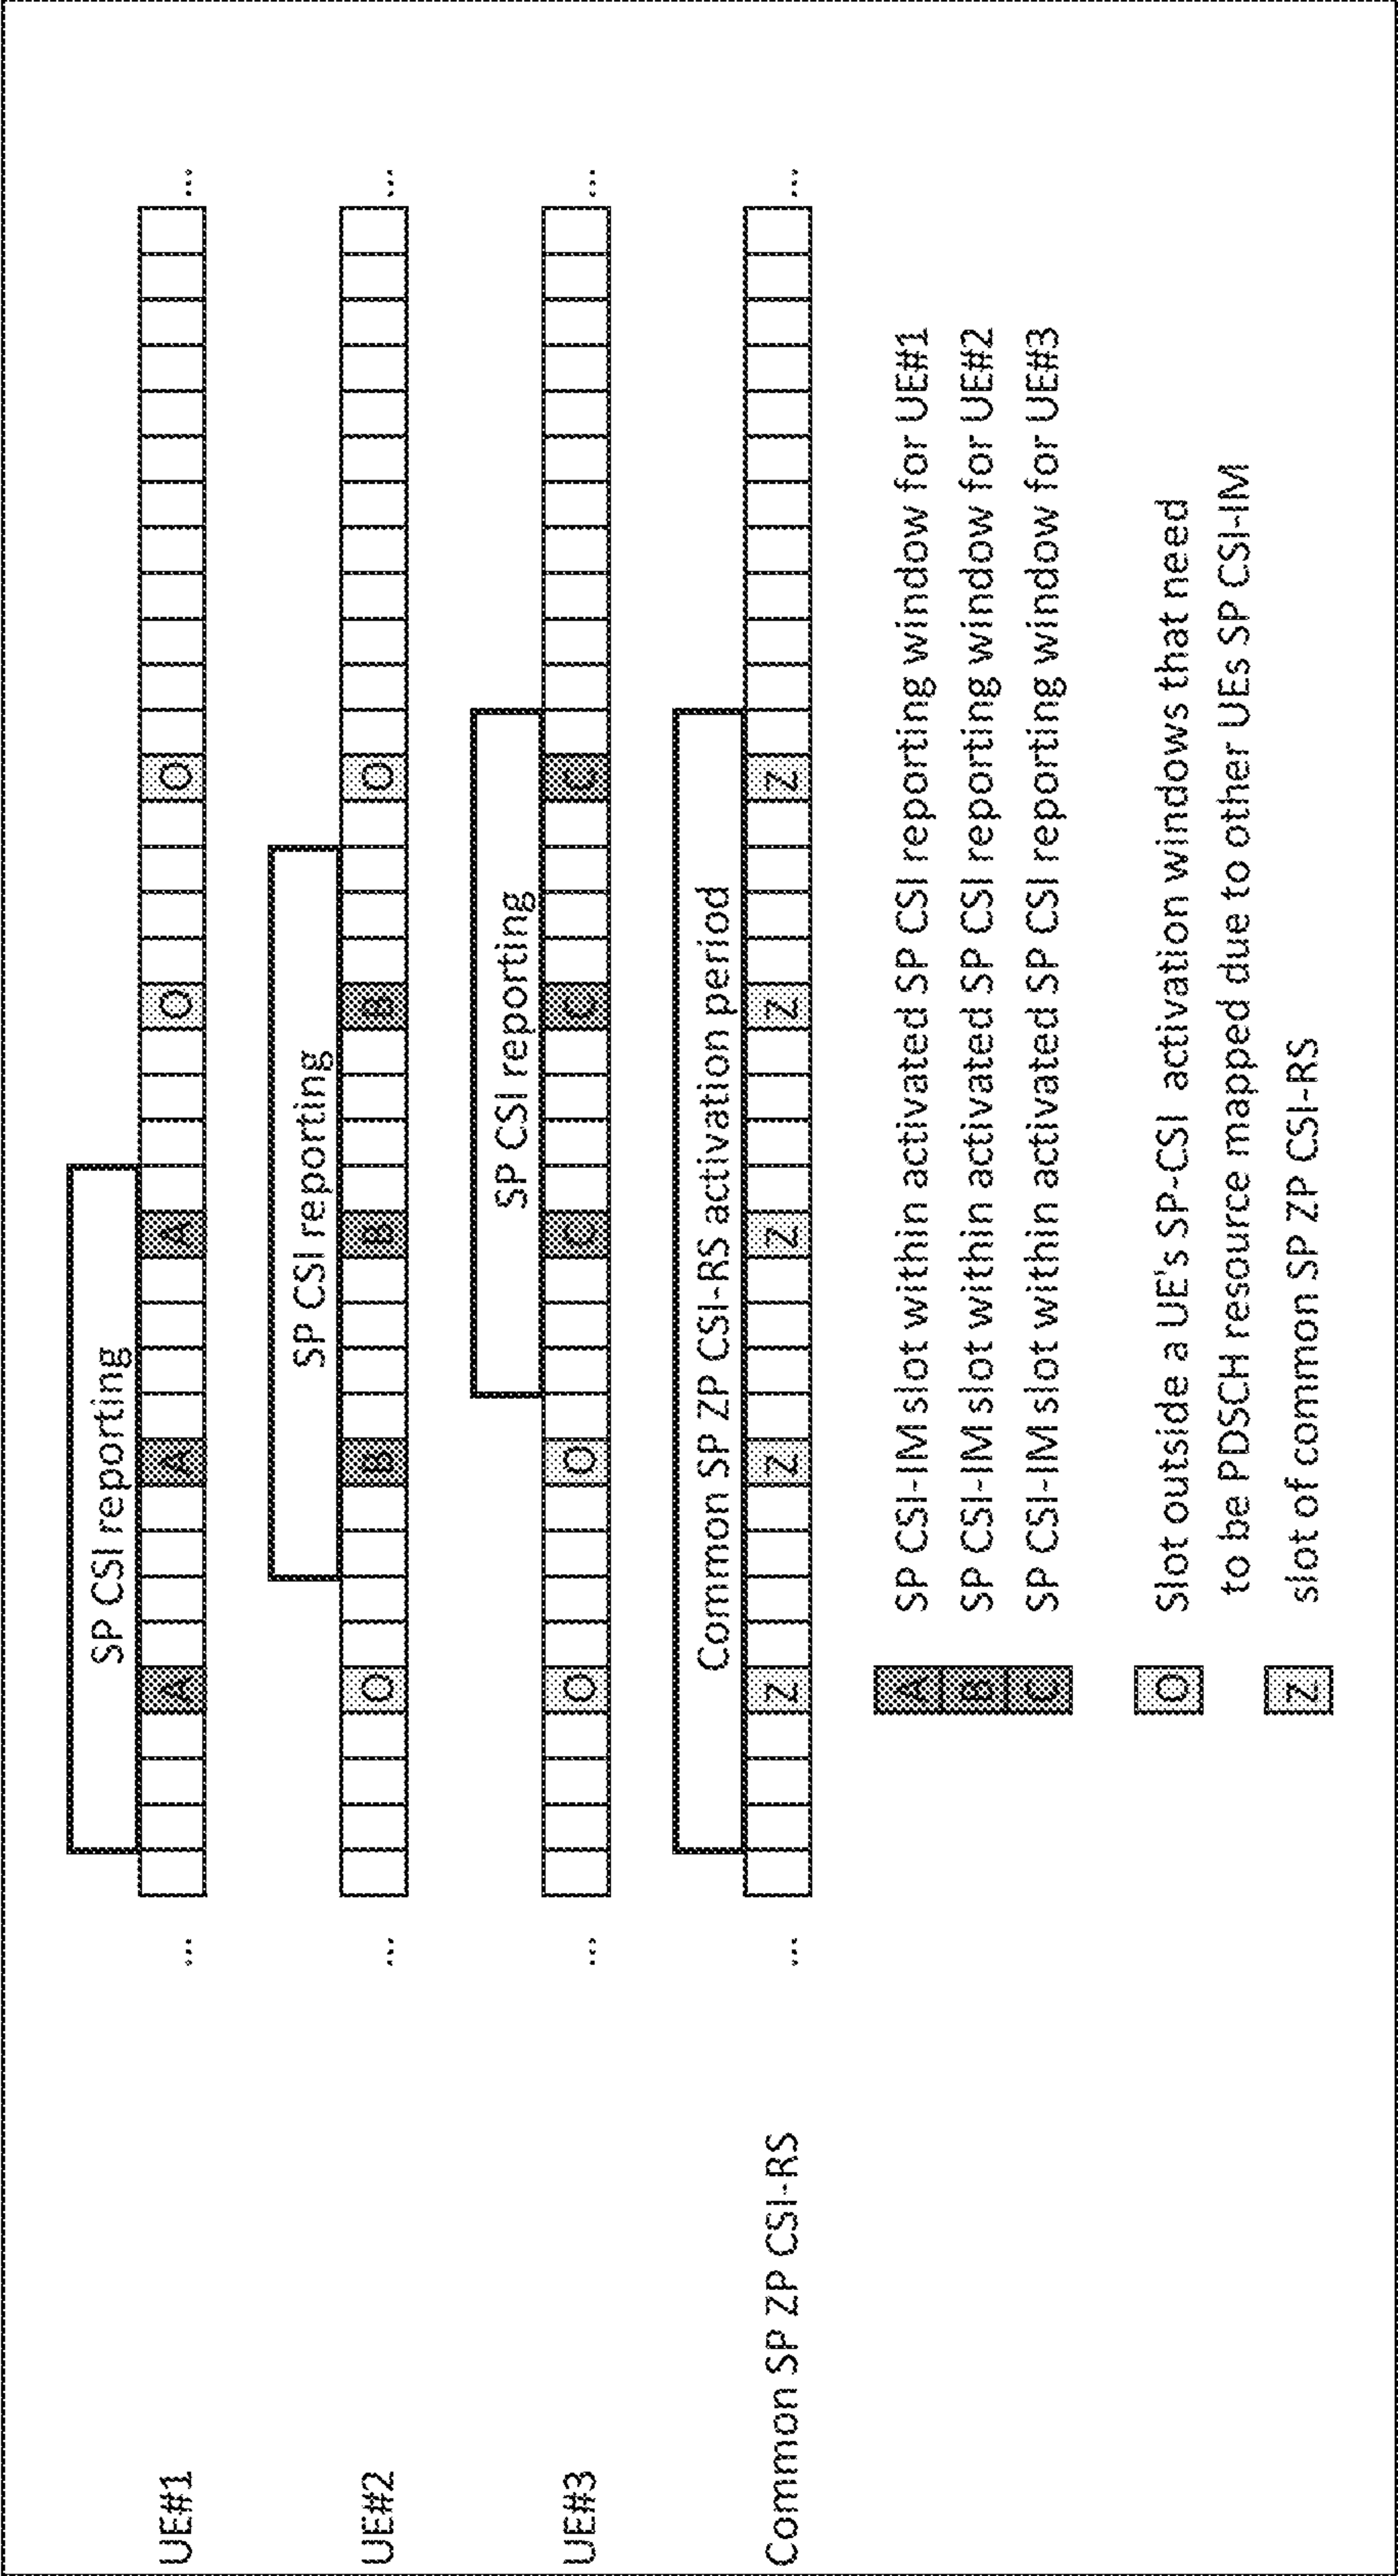 SP CSI reporting
UE#1 ... A A A O O ...
SP CSI reporting
UE#2 ... O B B B O ...
SP CSI reporting
UE#3 ... O O C C C ...
Common SP ZP CSI-RS activation period
Common SP ZP CSI-RS ... Z Z Z Z Z ...
A SP CSI-IM slot within activated SP CSI reporting window for UE#1
B SP CSI-IM slot within activated SP CSI reporting window for UE#2
C SP CSI-IM slot within activated SP CSI reporting window for UE#3
O Slot outside a UE's SP-CSI activation windows that need
to be PDSCH resource mapped due to other UEs SP CSI-IM
Z slot of common SP ZP CSI-RS